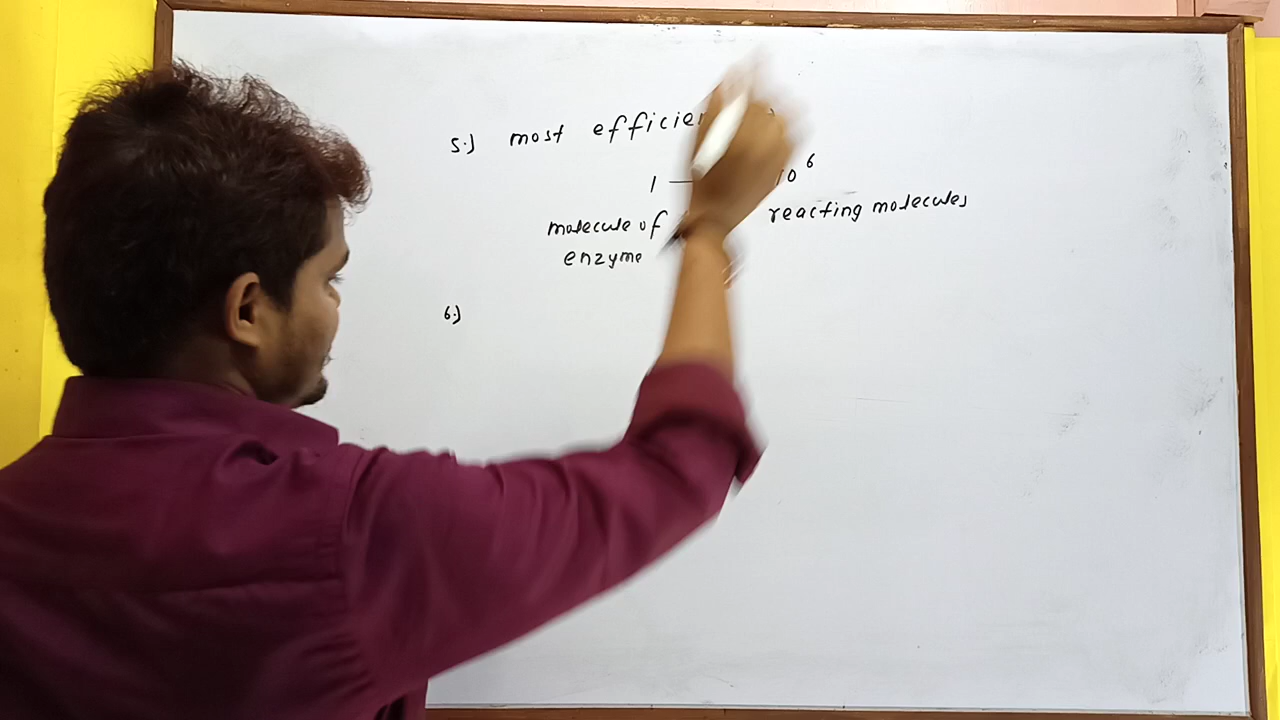 5.) most efficien
1 — 10⁶
molecule of reacting molecules
enzyme
6.)